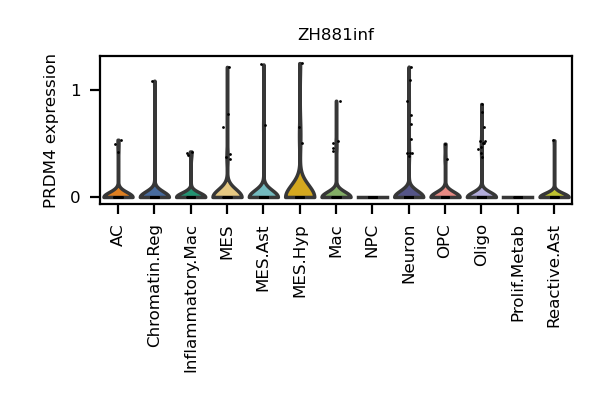 ZH881inf
PRDM4 expression
1
0
AC
Chromatin.Reg
Inflammatory.Mac
MES
MES.Ast
MES.Hyp
Mac
NPC
Neuron
OPC
Oligo
Prolif.Metab
Reactive.Ast